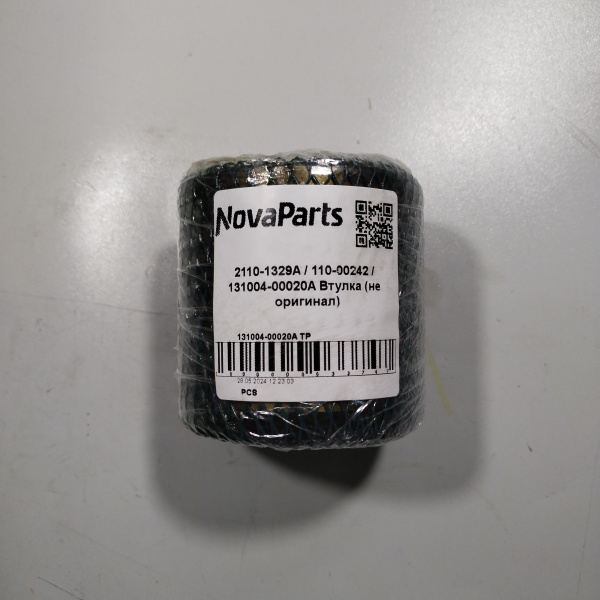 NovaParts
2110-1329A / 110-00242 /
131004-00020A Втулка (не
оригинал)
131004-00020A TP
28.05.2024 12:23:03
PCS